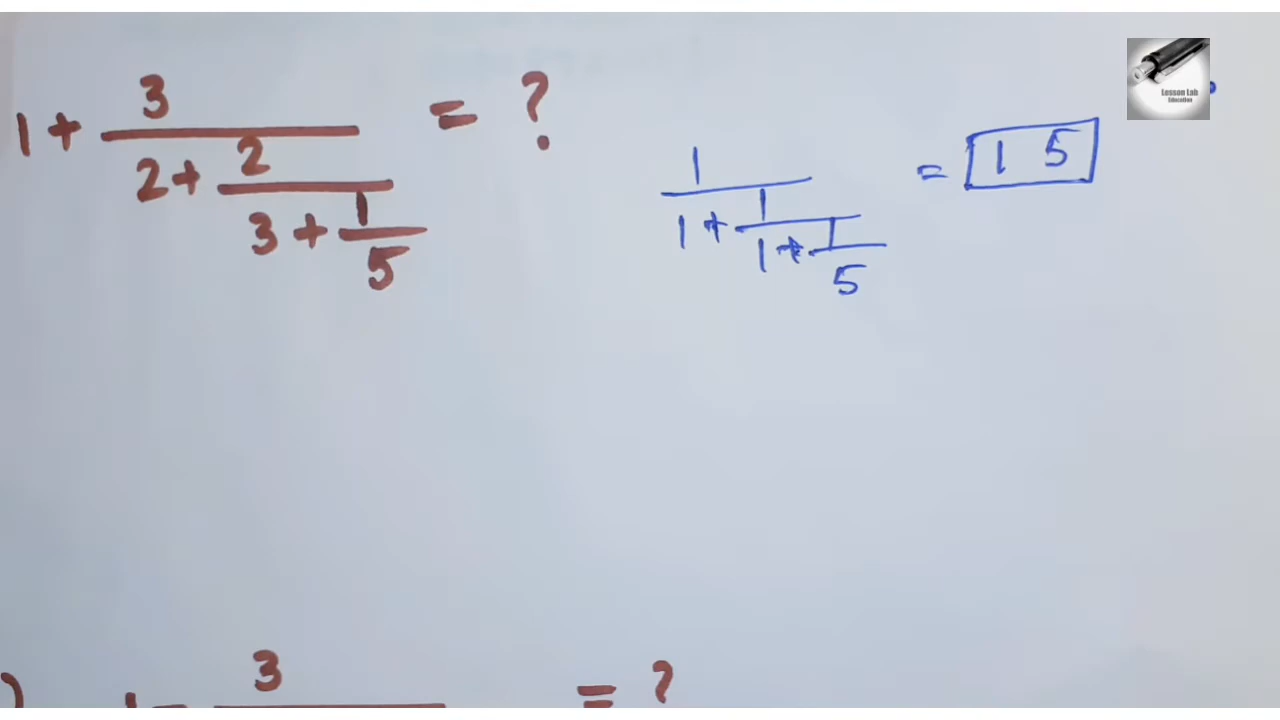 1 + 3 / (2 + 2 / (3 + 1/5)) = ?
1 / (1 + 1 / (1 + 1/5)) = 1 5
Lesson Lab
Education
) 1 - 3 = ?